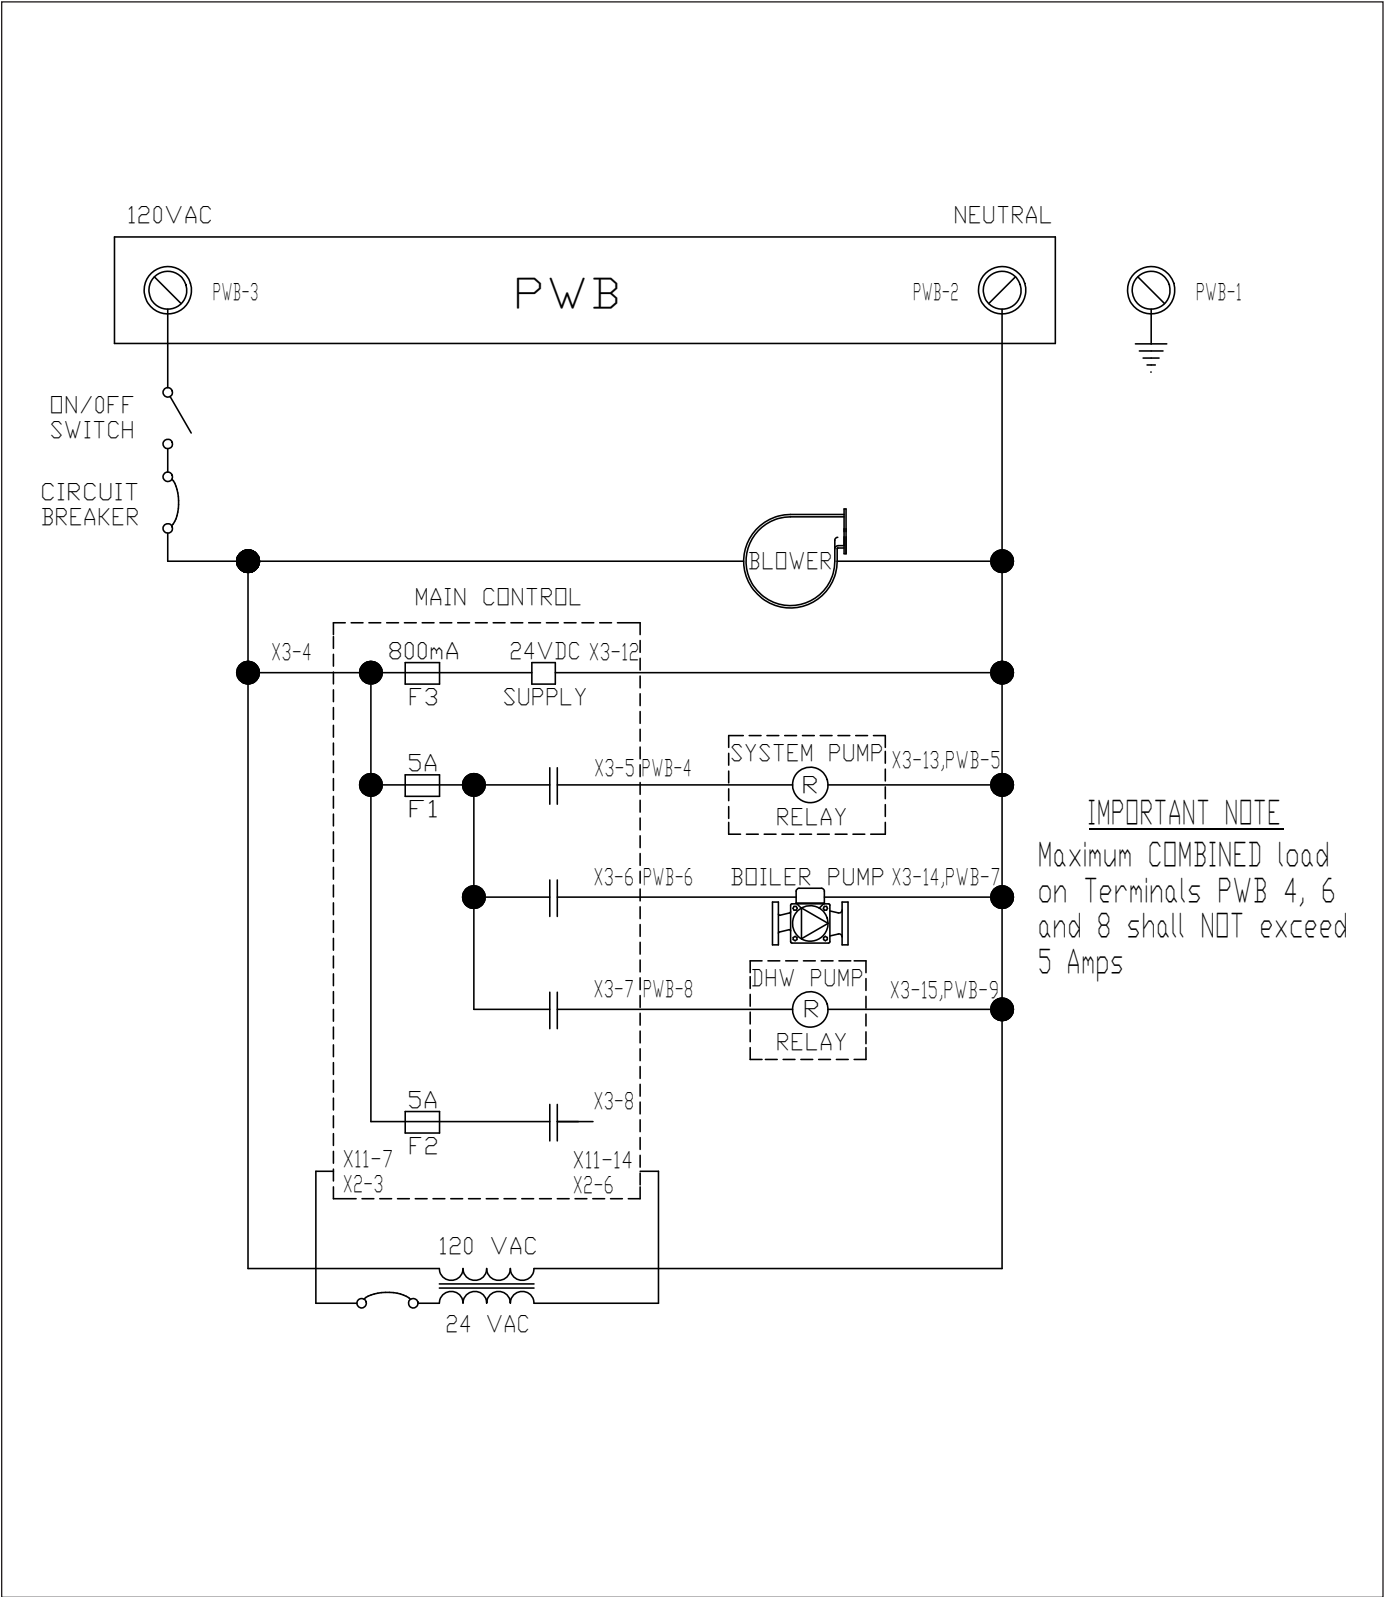 120VAC
NEUTRAL
PWB-3
PWB
PWB-2
PWB-1
ON/OFF
SWITCH
CIRCUIT
BREAKER
BLOWER
MAIN CONTROL
X3-4
800mA
24VDC
X3-12
F3
SUPPLY
5A
X3-5
PWB-4
SYSTEM PUMP
X3-13,PWB-5
F1
R
RELAY
IMPORTANT NOTE
Maximum COMBINED load
on Terminals PWB 4, 6
and 8 shall NOT exceed
5 Amps
X3-6
PWB-6
BOILER PUMP
X3-14,PWB-7
X3-7
PWB-8
DHW PUMP
X3-15,PWB-9
R
RELAY
5A
X3-8
F2
X11-7
X2-3
X11-14
X2-6
120 VAC
24 VAC